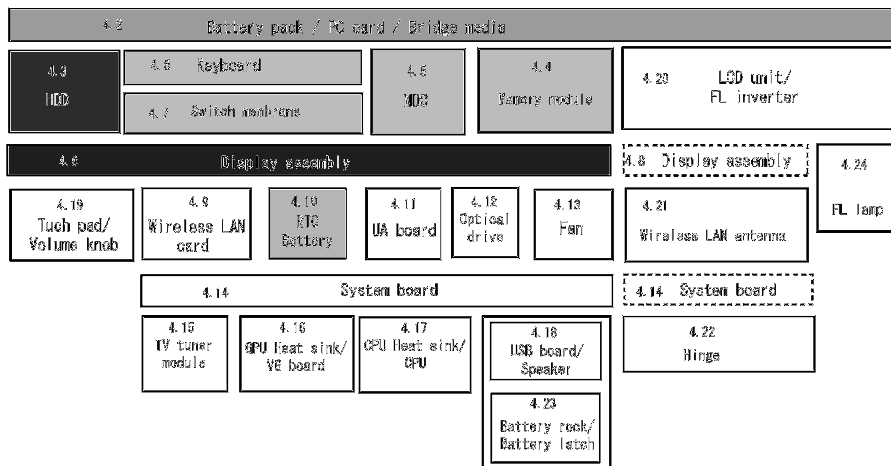 4.2 Battery pack / PC card / Bridge media
4.3
HDD
4.6 Keyboard
4.7 Switch membrane
4.5
MDC
4.4
Memory module
4.20 LCD unit/
FL inverter
4.8 Display assembly
4.8 Display assembly
4.24
FL lamp
4.19
Tuch pad/
Volume knob
4.9
Wireless LAN
card
4.10
RTC
Battery
4.11
UA board
4.12
Optical
drive
4.13
Fan
4.21
Wireless LAN antenna
4.14 System board
4.14 System board
4.15
TV tuner
module
4.16
GPU Heat sink/
VG board
4.17
CPU Heat sink/
CPU
4.18
USB board/
Speaker
4.22
Hinge
4.23
Battery rock/
Battery latch